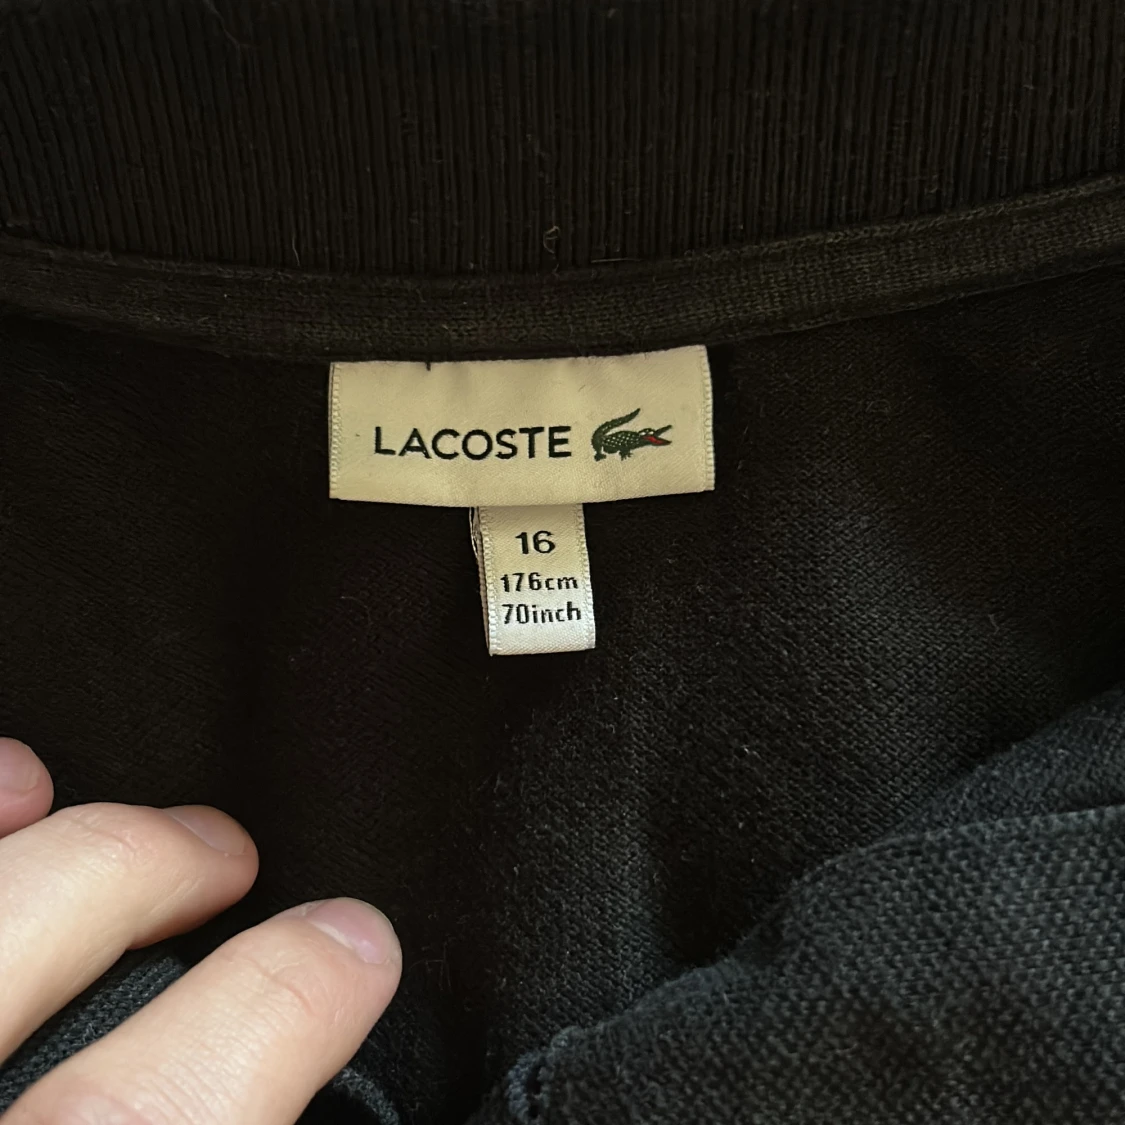 LACOSTE
16
176cm
70inch